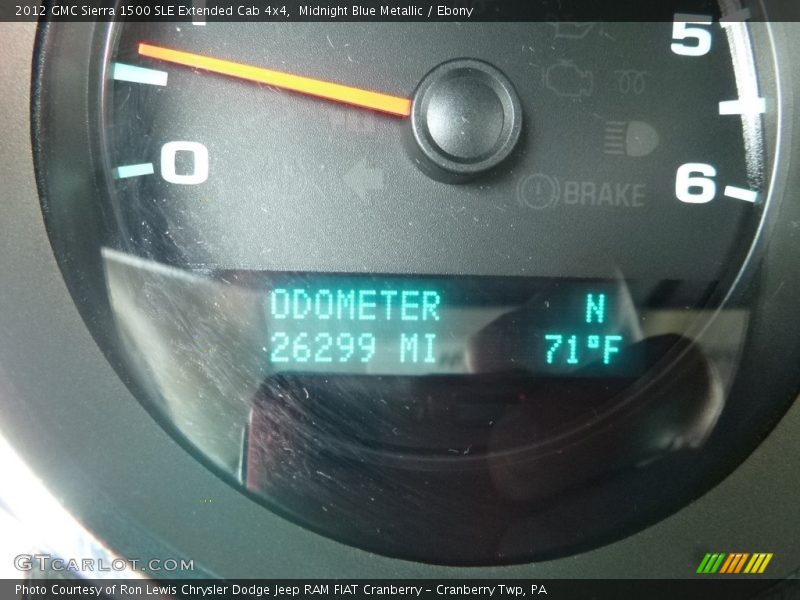 2012 GMC Sierra 1500 SLE Extended Cab 4x4,  Midnight Blue Metallic / Ebony
5
0
6
BRAKE
ODOMETER N
26299 MI 71°F
GTCARLOT.COM
Photo Courtesy of Ron Lewis Chrysler Dodge Jeep RAM FIAT Cranberry – Cranberry Twp, PA